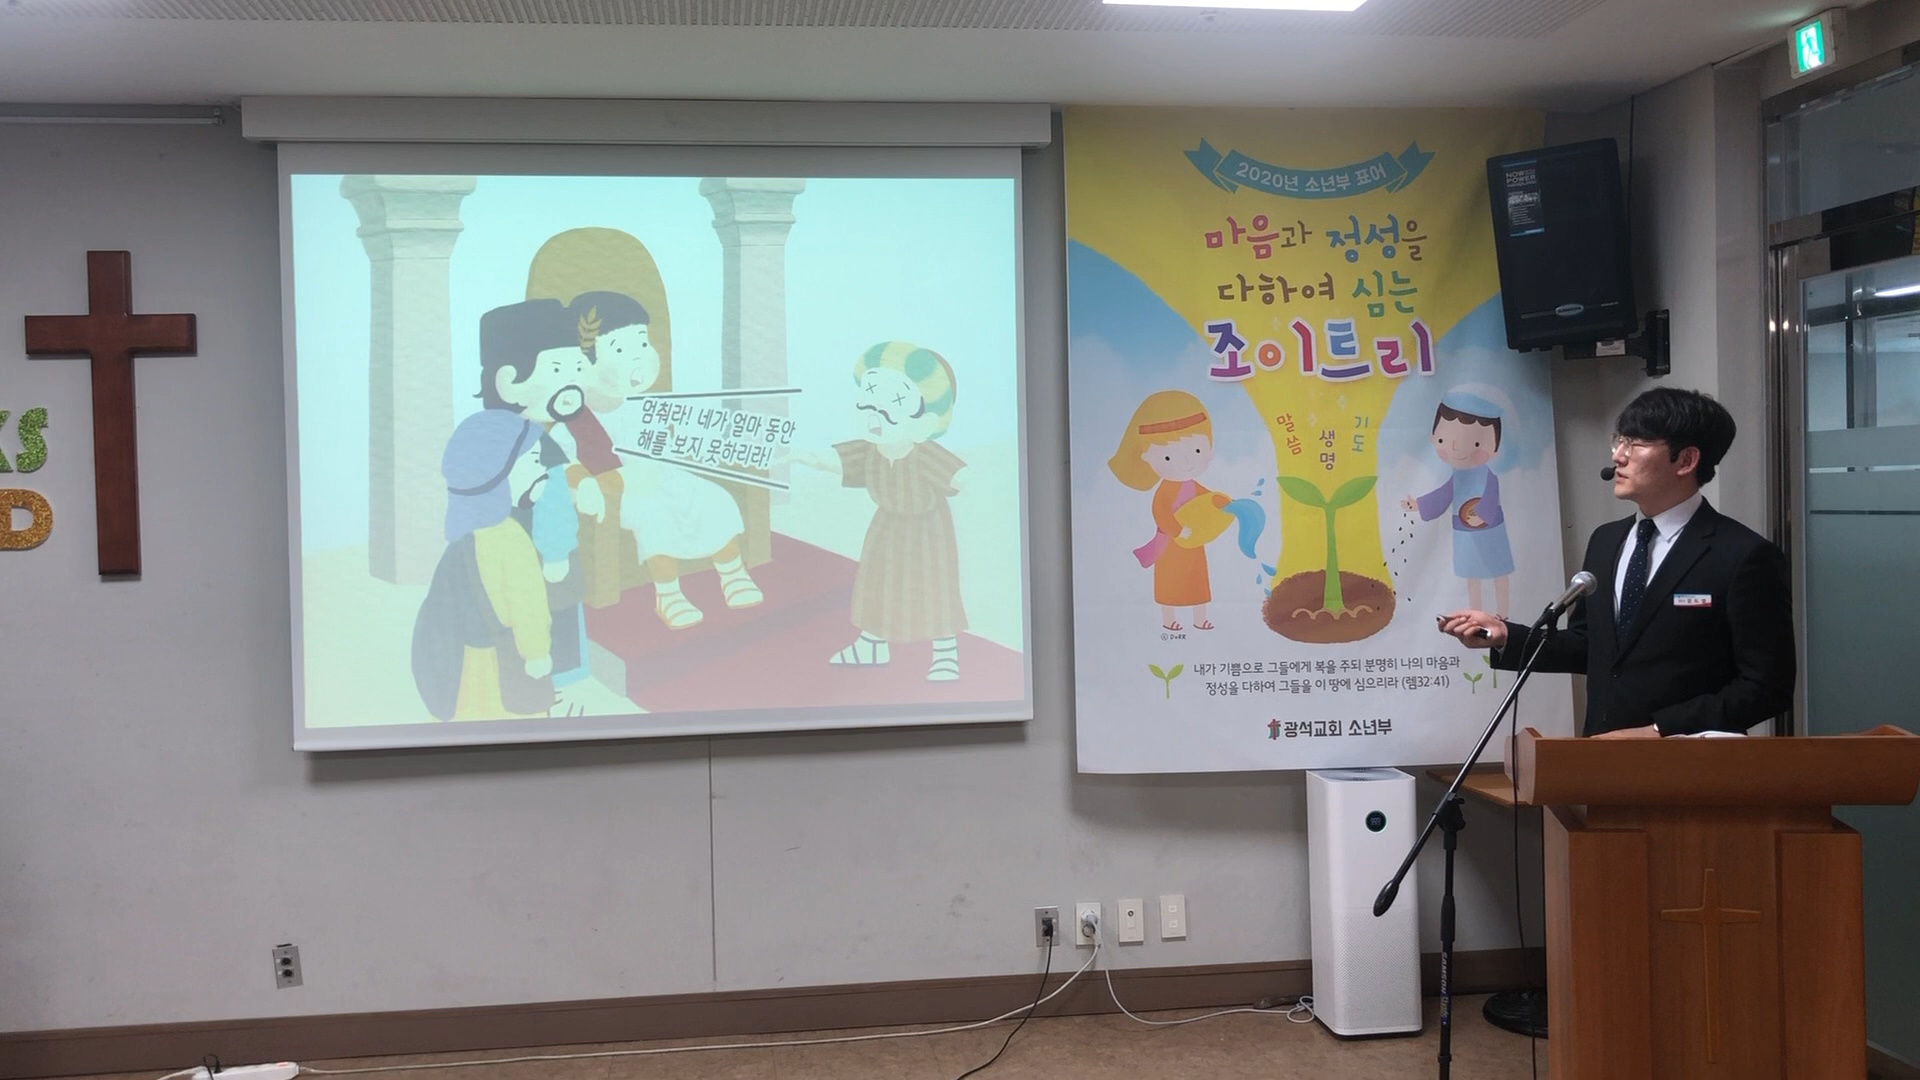 KS
D
멈춰라! 네가 얼마 동안
해를 보지 못하리라!
2020년 소년부 표어
마음과 정성을
다하여 심는
조이트리
말씀
생명
기도
© DaRR
내가 기쁨으로 그들에게 복을 주되 분명히 나의 마음과
정성을 다하여 그들을 이 땅에 심으리라 (렘32:41)
광석교회 소년부
NOW
POWER
SAMSON